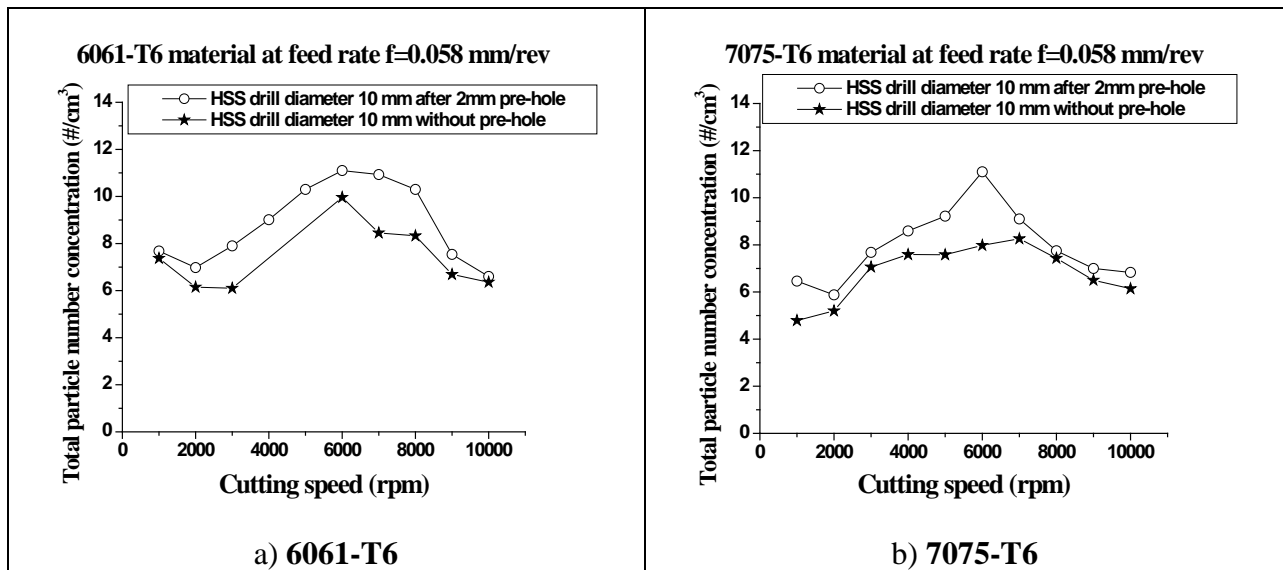 6061-T6 material at feed rate f=0.058 mm/rev
HSS drill diameter 10 mm after 2mm pre-hole
HSS drill diameter 10 mm without pre-hole
Total particle number concentration (#/cm³)
14
12
10
8
6
4
2
0
0 2000 4000 6000 8000 10000
Cutting speed (rpm)
a) 6061-T6
7075-T6 material at feed rate f=0.058 mm/rev
HSS drill diameter 10 mm after 2mm pre-hole
HSS drill diameter 10 mm without pre-hole
Total particle number concentration (#/cm³)
14
12
10
8
6
4
2
0
0 2000 4000 6000 8000 10000
Cutting speed (rpm)
b) 7075-T6